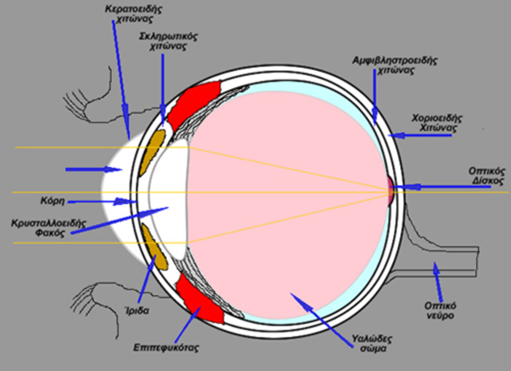 Κερατοειδής
χιτώνας
Σκληρωτικός
χιτώνας
Αμφιβληστροειδής
χιτώνας
Χοριοειδής
Χιτώνας
Οπτικός
Δίσκος
Κόρη
Κρυσταλλοειδής
Φακός
Ίριδα
Επιπεφυκότας
Υαλώδες
σώμα
Οπτικό
νεύρο